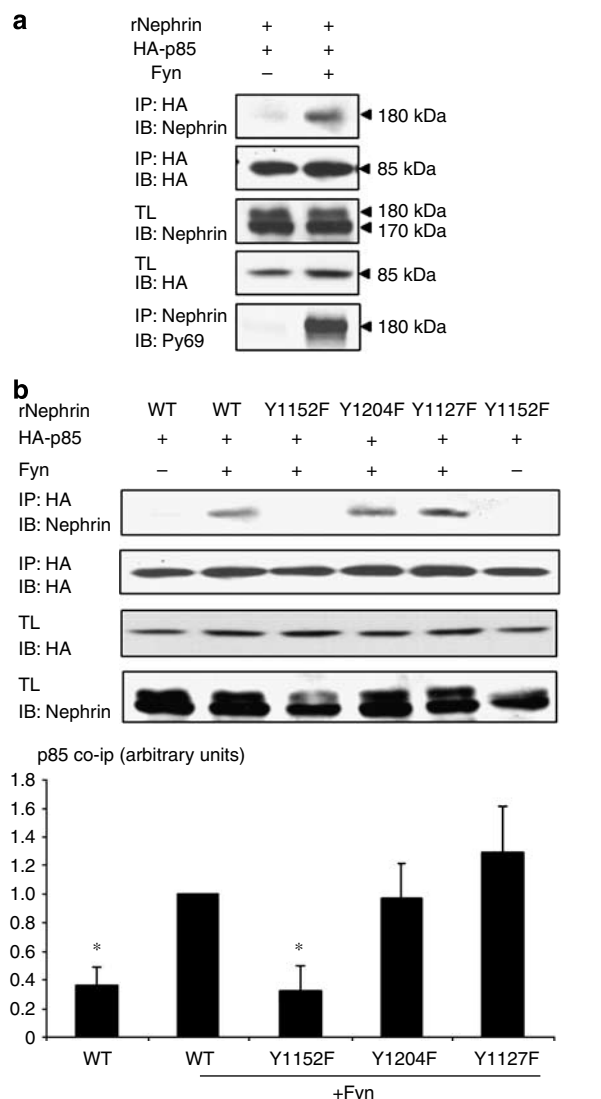 a
rNephrin + +
HA-p85 + +
Fyn – +
IP: HA
IB: Nephrin
180 kDa
IP: HA
IB: HA
85 kDa
TL
IB: Nephrin
180 kDa
170 kDa
TL
IB: HA
85 kDa
IP: Nephrin
IB: Py69
180 kDa
b
rNephrin WT WT Y1152F Y1204F Y1127F Y1152F
HA-p85 + + + + + +
Fyn – + + + + –
IP: HA
IB: Nephrin
IP: HA
IB: HA
TL
IB: HA
TL
IB: Nephrin
p85 co-ip (arbitrary units)
1.8
1.6
1.4
1.2
1.0
0.8
0.6
0.4
0.2
0
* *
WT WT Y1152F Y1204F Y1127F
+Fyn